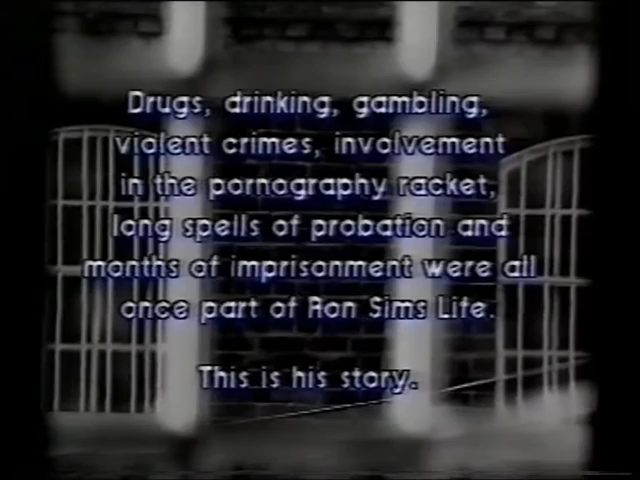 Drugs, drinking, gambling,
violent crimes, involvement
in the pornography racket,
long spells of probation and
months of imprisonment were all
once part of Ron Sims Life.
This is his story.